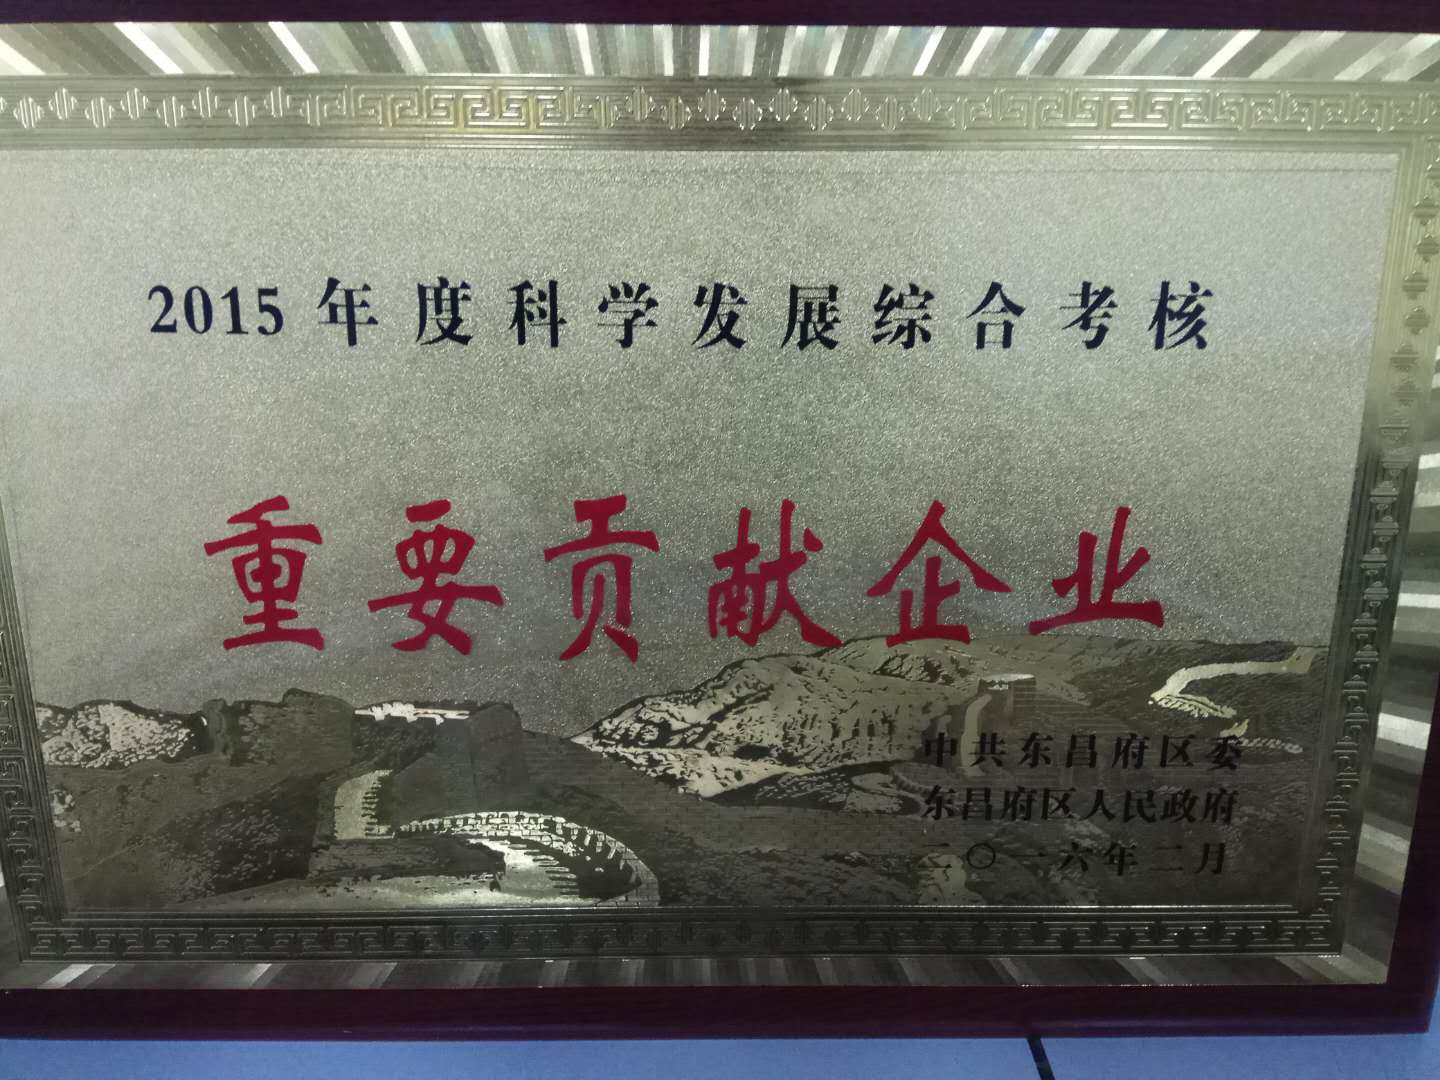 2015年度科学发展综合考核
重要贡献企业
中共东昌府区委
东昌府区人民政府
二〇一六年二月